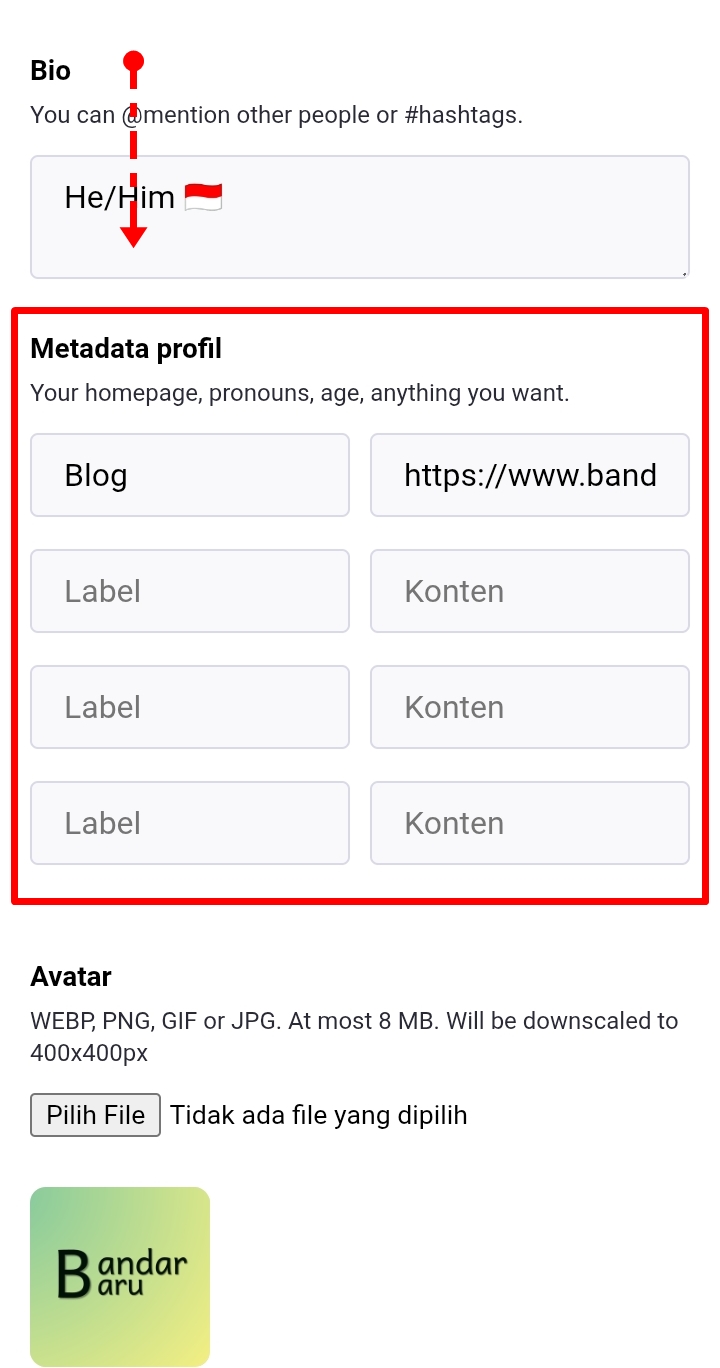 Bio
You can @mention other people or #hashtags.
He/Him 🇮🇩
Metadata profil
Your homepage, pronouns, age, anything you want.
Blog https://www.band
Label Konten
Label Konten
Label Konten
Avatar
WEBP, PNG, GIF or JPG. At most 8 MB. Will be downscaled to
400x400px
Pilih File Tidak ada file yang dipilih
Bandar
Baru